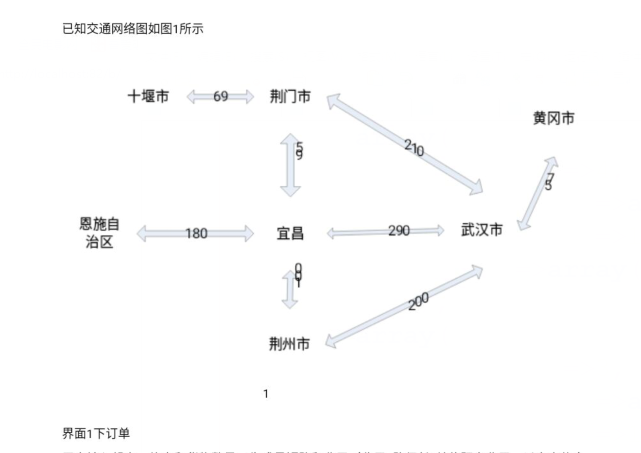 已知交通网络图如图1所示
十堰市
69
荆门市
黄冈市
59
210
75
恩施自
治区
180
宜昌
290
武汉市
100
200
荆州市
1
界面1下订单